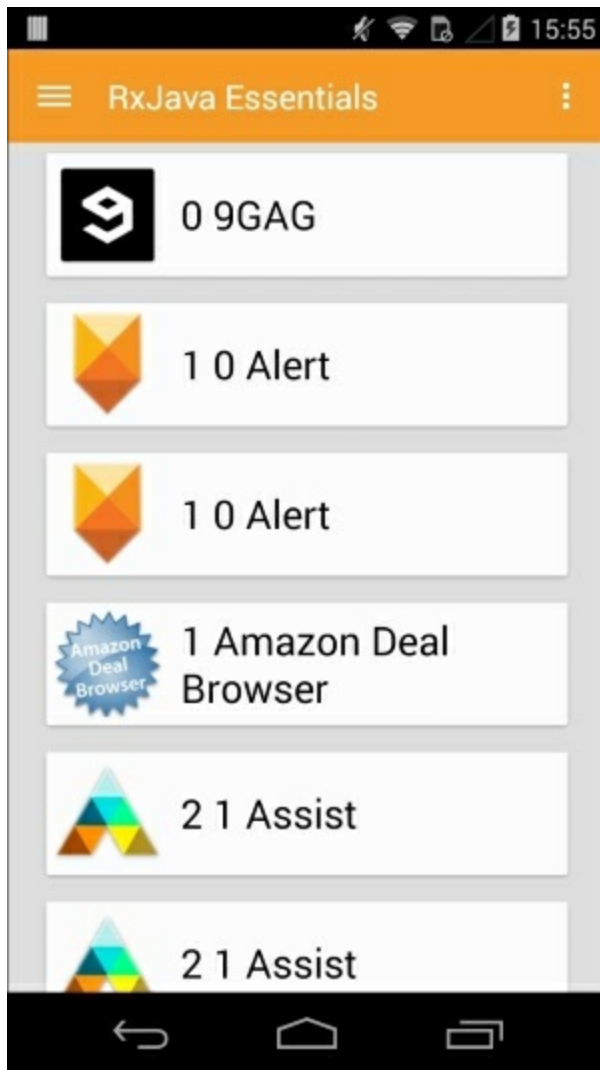 15:55
RxJava Essentials
0 9GAG
1 0 Alert
1 0 Alert
Amazon
Deal
Browser
1 Amazon Deal
Browser
2 1 Assist
2 1 Assist